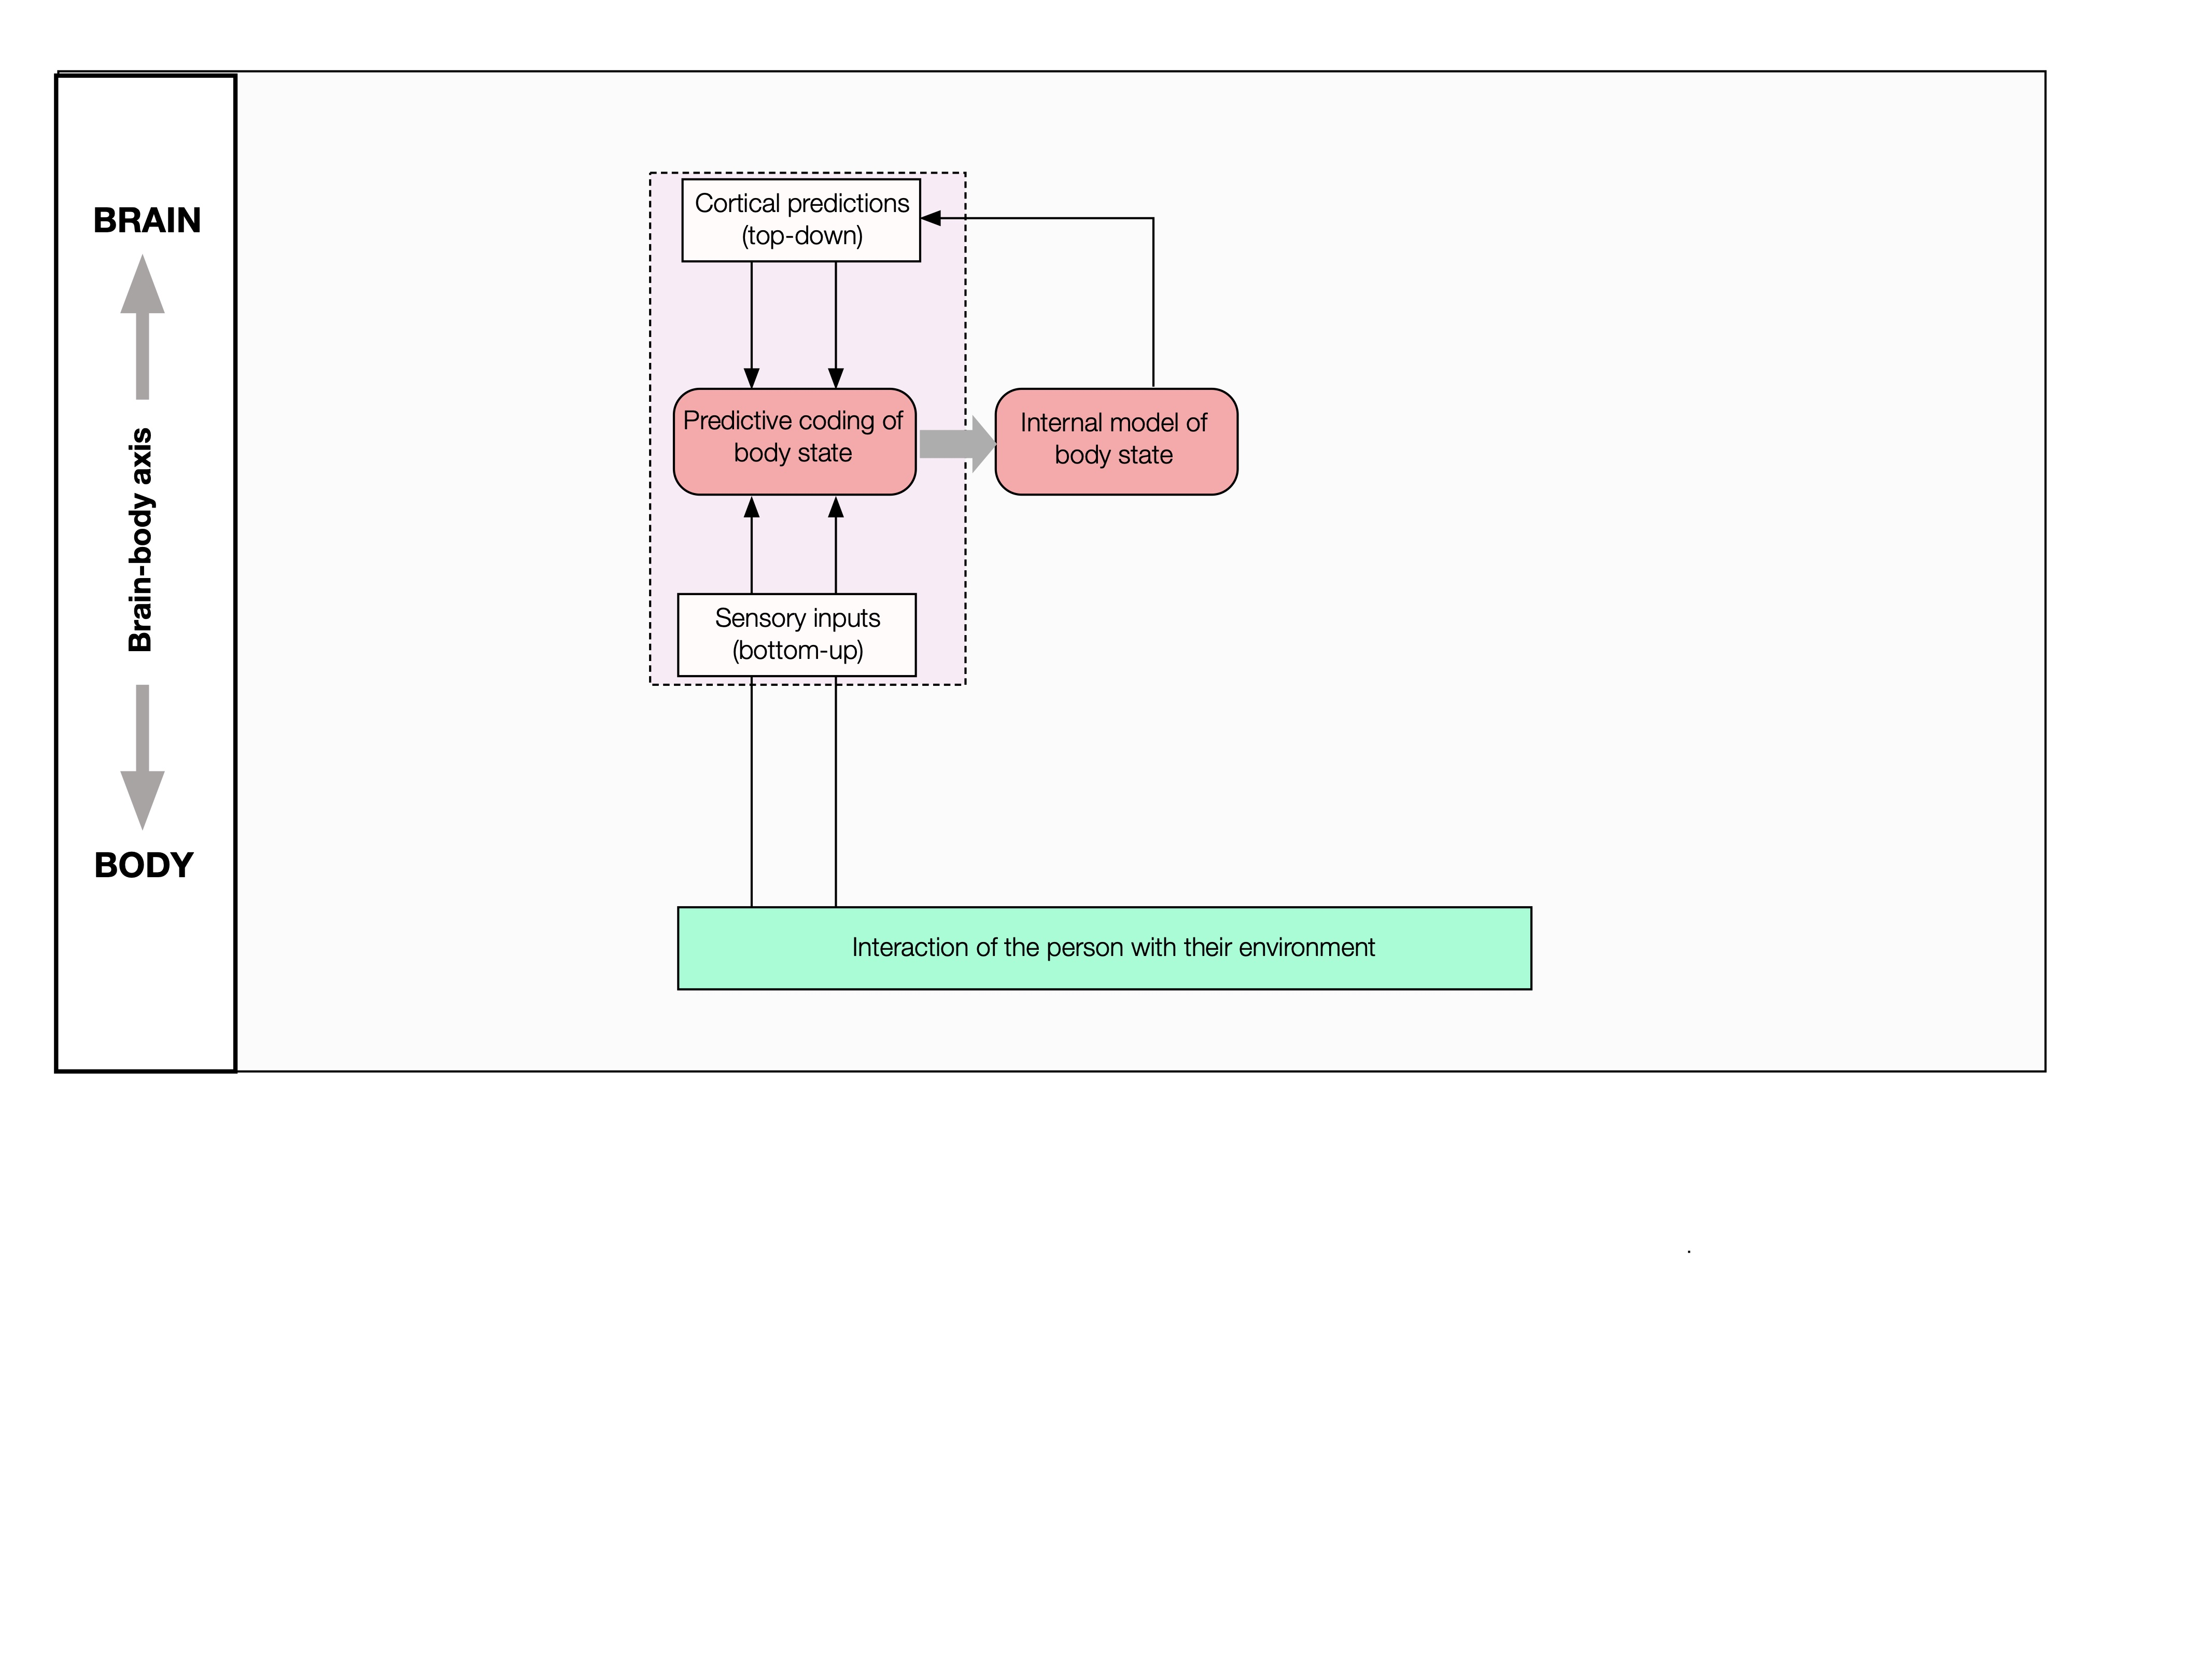 BRAIN
Brain-body axis
BODY
Cortical predictions
(top-down)
Predictive coding of
body state
Internal model of
body state
Sensory inputs
(bottom-up)
Interaction of the person with their environment